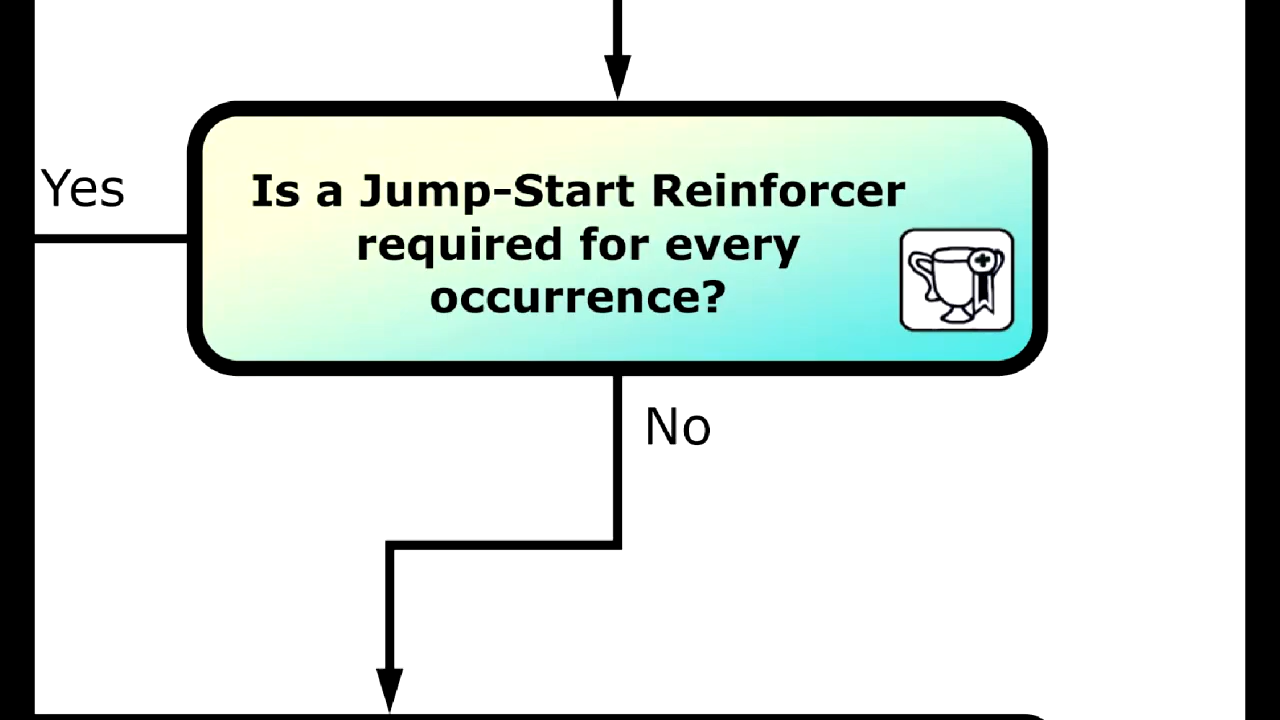 Yes
Is a Jump-Start Reinforcer
required for every
occurrence?
No